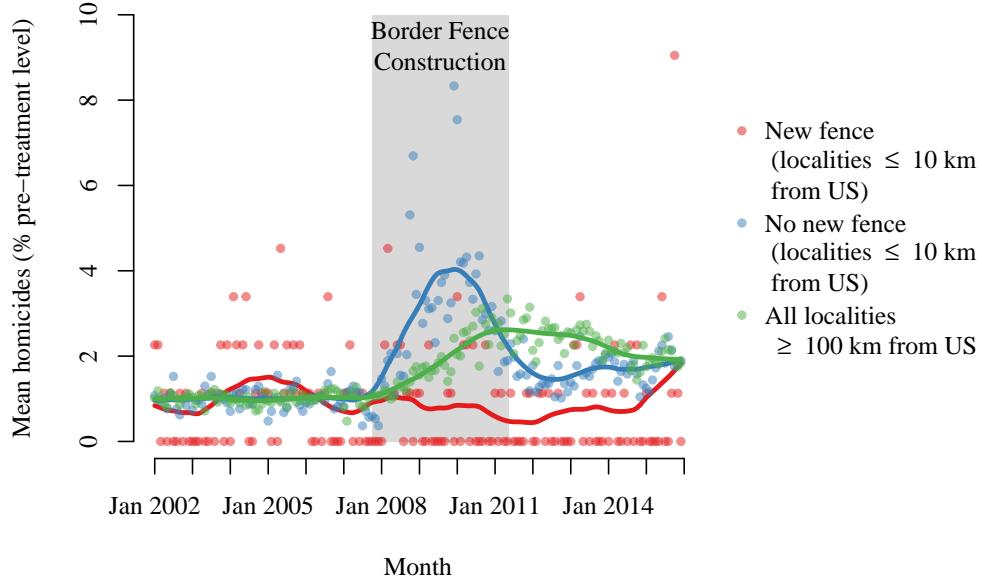 Mean homicides (% pre−treatment level)
10
8
6
4
2
0
Border Fence
Construction
Jan 2002
Jan 2005
Jan 2008
Jan 2011
Jan 2014
Month
New fence
(localities ≤ 10 km
from US)
No new fence
(localities ≤ 10 km
from US)
All localities
≥ 100 km from US